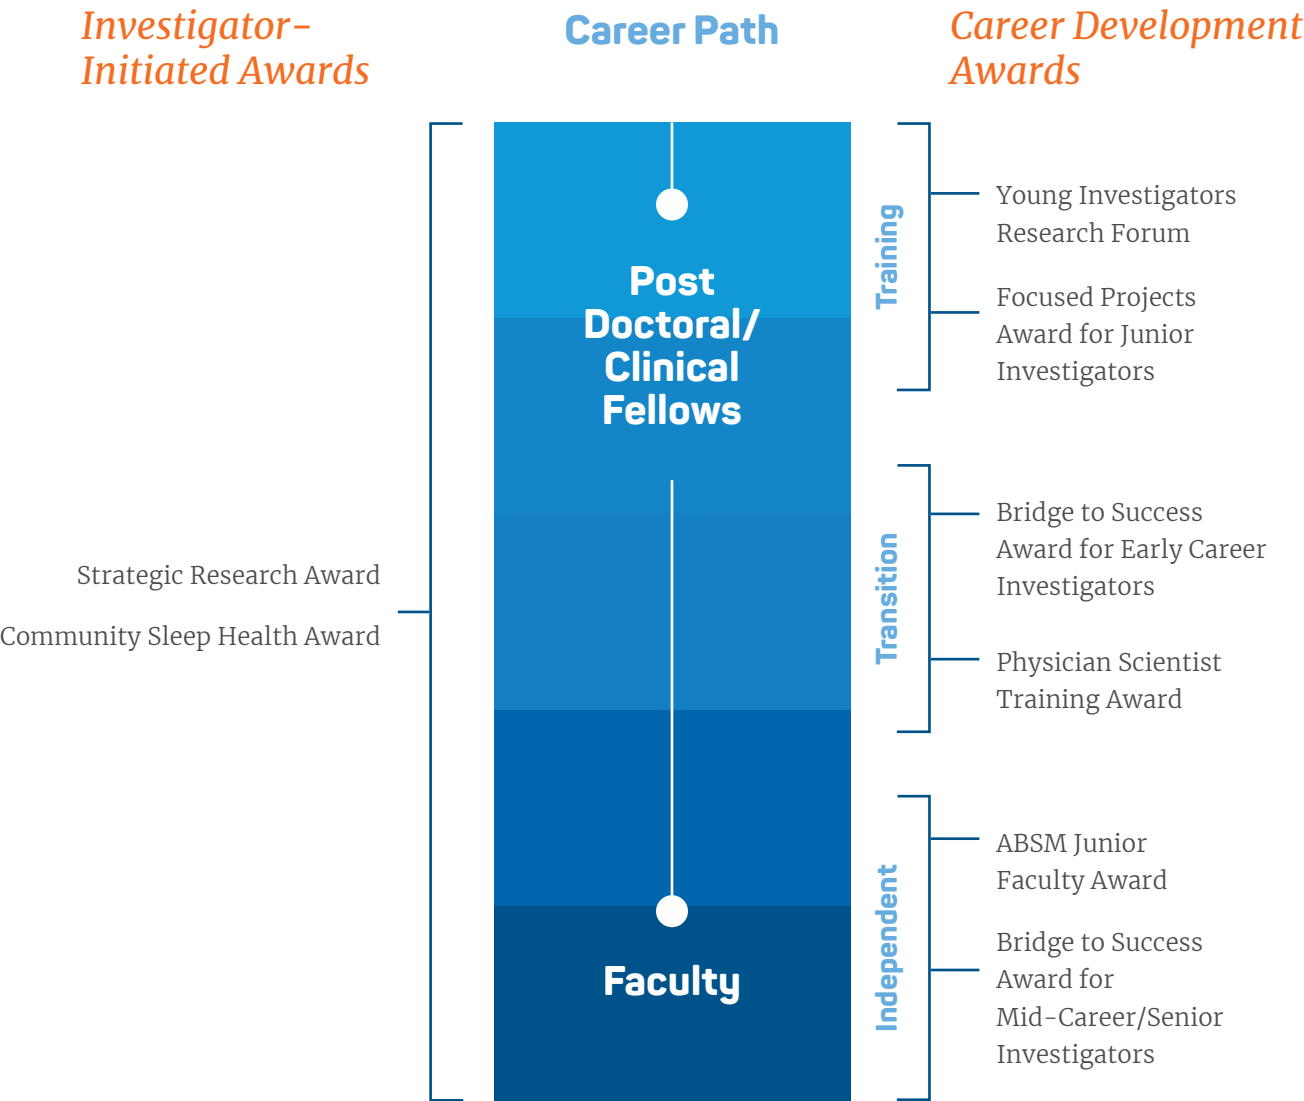 Investigator-
Initiated Awards
Career Path
Career Development
Awards
Strategic Research Award
Community Sleep Health Award
Post
Doctoral/
Clinical
Fellows
Faculty
Training
Young Investigators
Research Forum
Focused Projects
Award for Junior
Investigators
Transition
Bridge to Success
Award for Early Career
Investigators
Physician Scientist
Training Award
Independent
ABSM Junior
Faculty Award
Bridge to Success
Award for
Mid-Career/Senior
Investigators